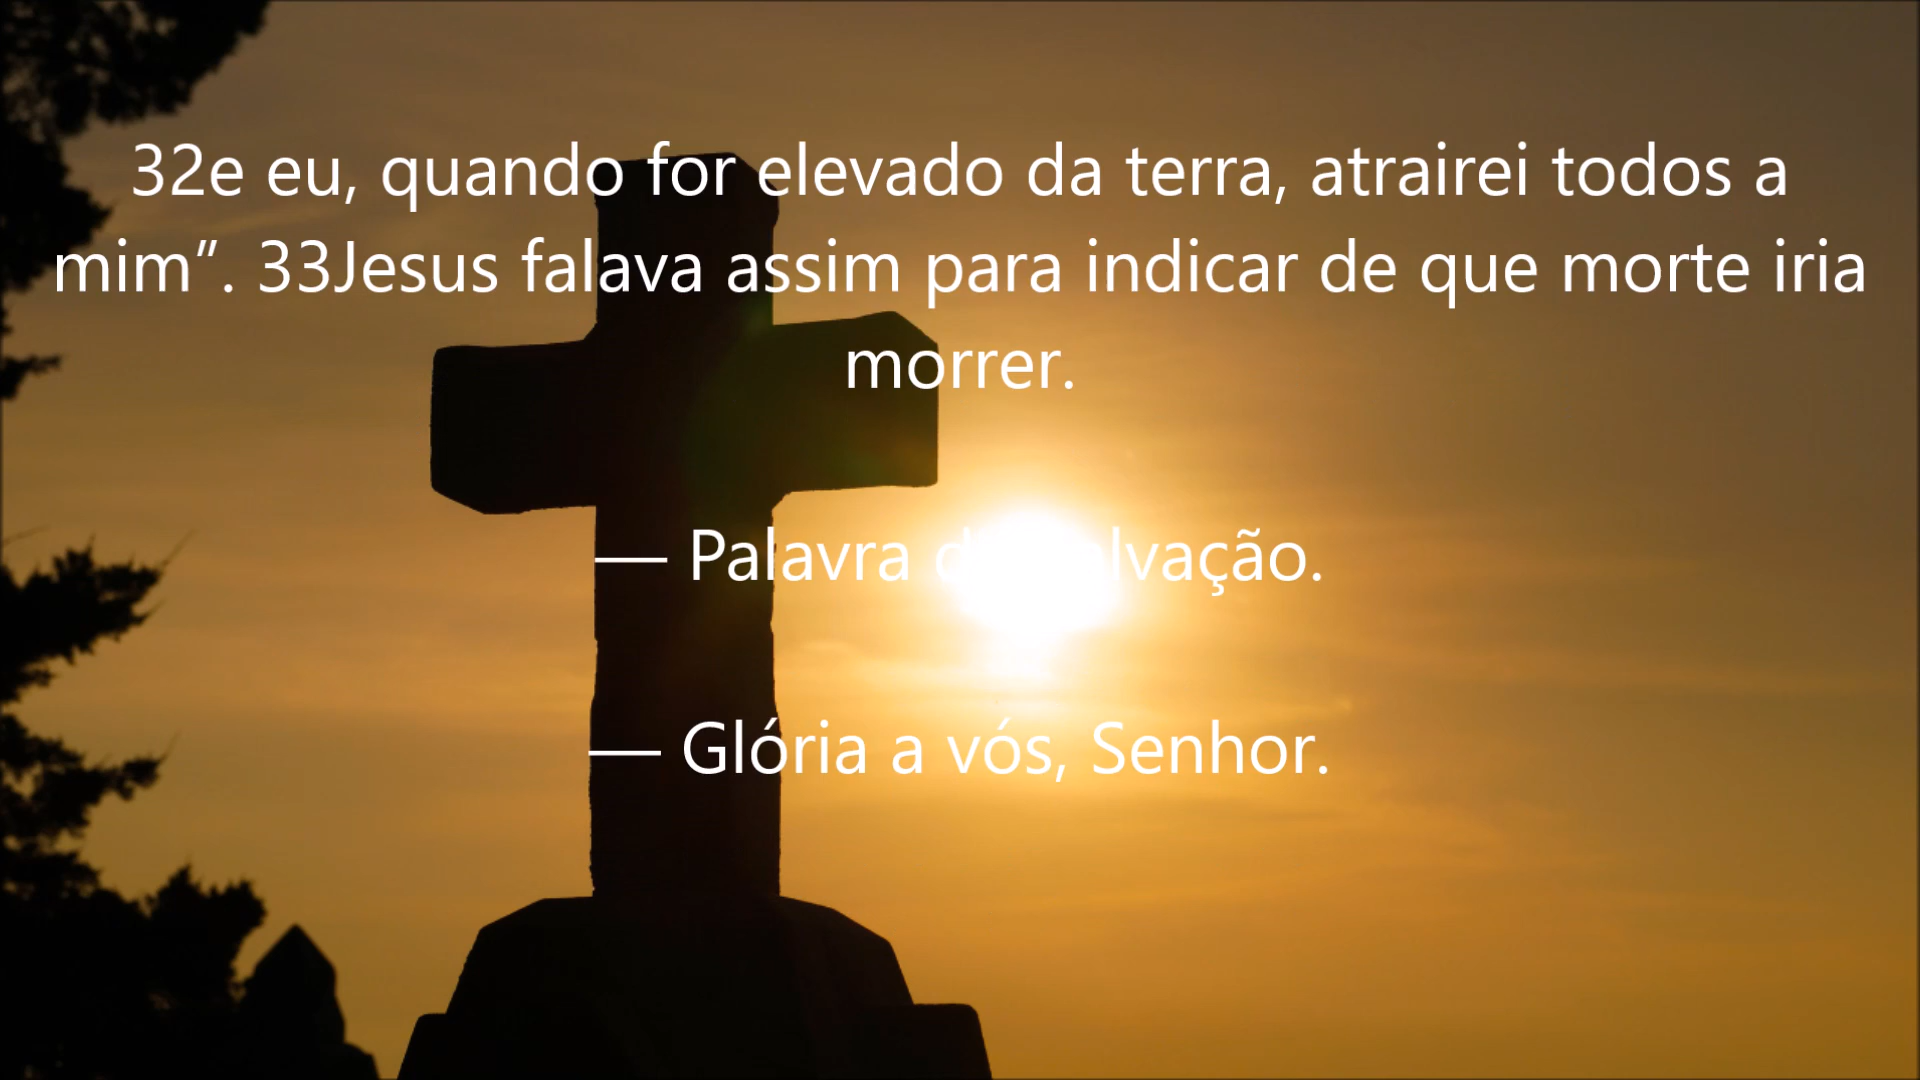 32e eu, quando for elevado da terra, atrairei todos a
mim”. 33Jesus falava assim para indicar de que morte iria
morrer.
— Palavra lvação.
— Glória a vós, Senhor.